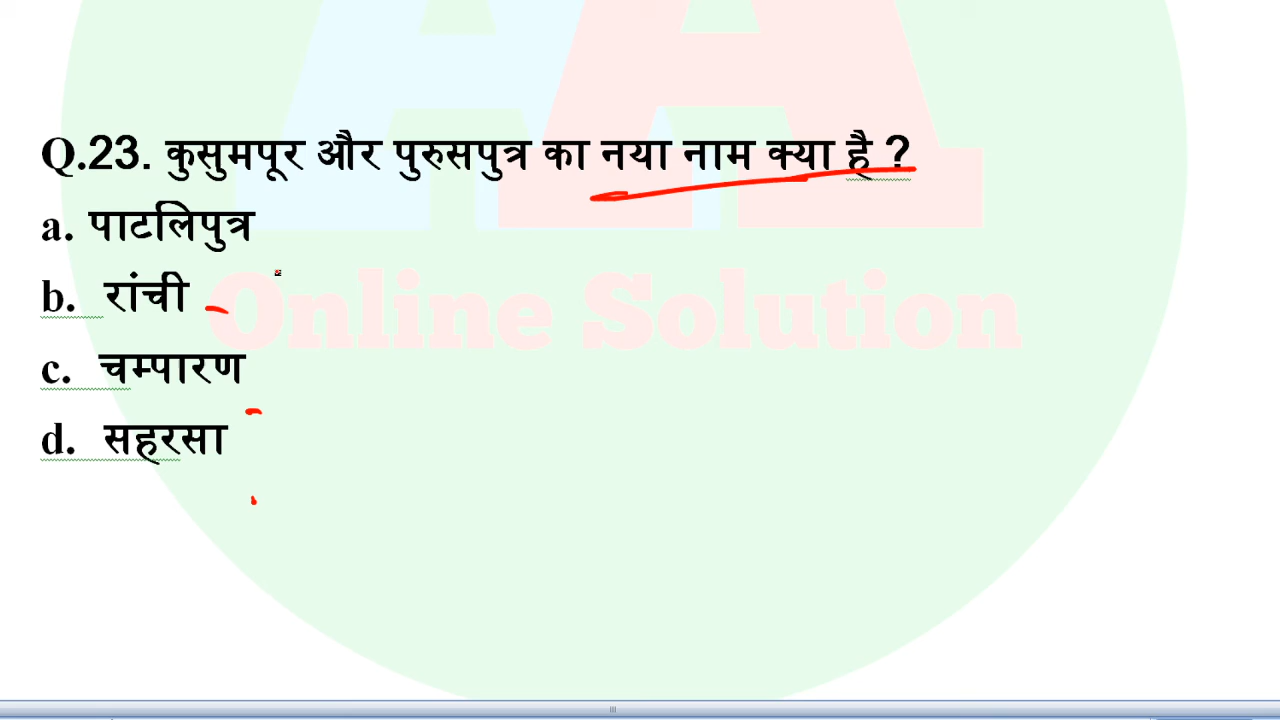 Q.23. कुसुमपूर और पुरुसपुत्र का नया नाम क्या है ?
a. पाटलिपुत्र
b. रांची
Online Solution
c. चम्पारण
d. सहरसा